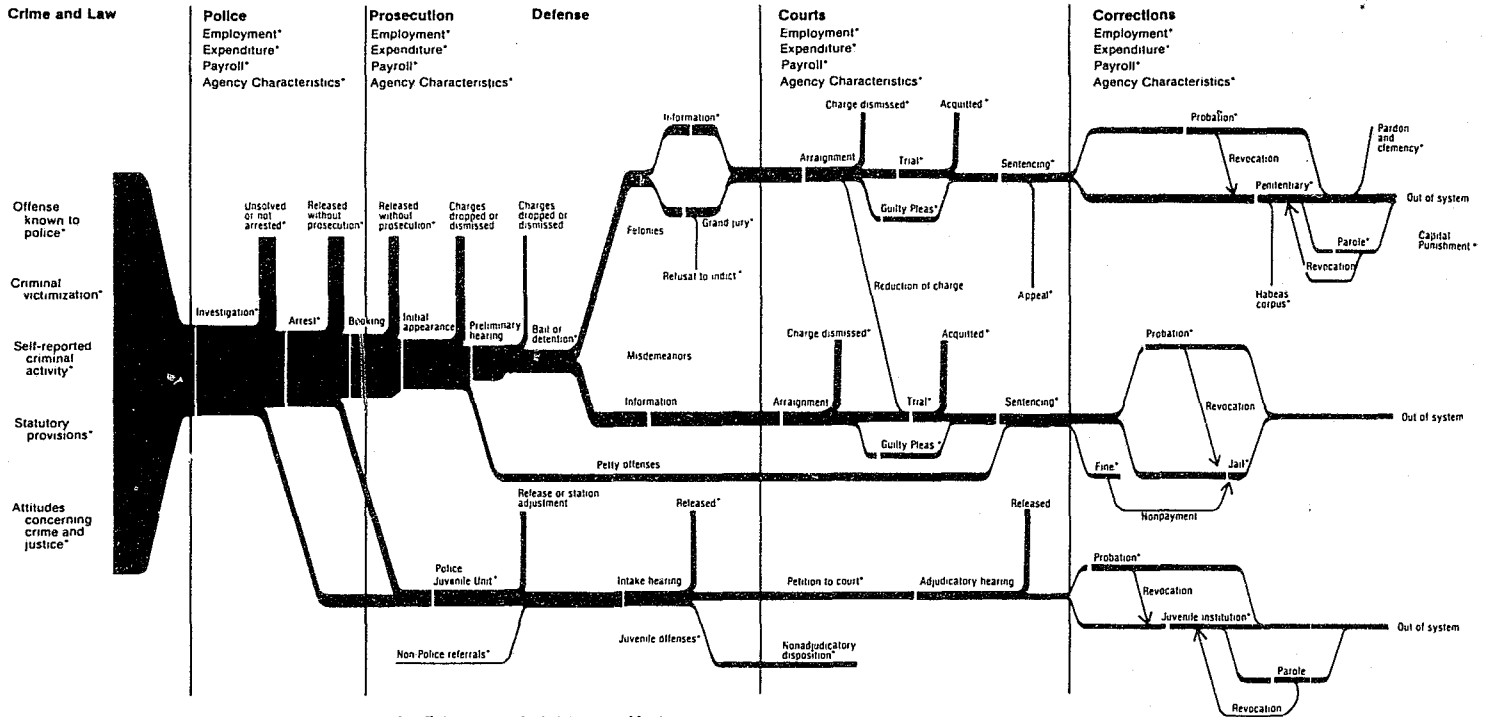 Crime and Law
Police
Employment*
Expenditure*
Payroll*
Agency Characteristics*
Prosecution
Employment*
Expenditure*
Payroll*
Agency Characteristics*
Defense
Courts
Employment*
Expenditure*
Payroll*
Agency Characteristics*
Corrections
Employment*
Expenditure*
Payroll*
Agency Characteristics*
Offense
known to
police*
Criminal
victimization*
Self-reported
criminal
activity*
Statutory
provisions*
Attitudes
concerning
crime and
justice*
Investigation*
Unsolved
or not
arrested*
Arrest*
Released
without
prosecution*
Booking
Released
without
prosecution*
Initial
appearance
Charges
dropped or
dismissed
Preliminary
hearing
Charges
dropped or
dismissed
Bail or
detention*
Felonies
Information*
Grand jury*
Refusal to indict*
Misdemeanors
Information
Petty offenses
Arraignment
Charge dismissed*
Trial*
Acquitted*
Guilty Pleas*
Sentencing*
Appeal*
Reduction of charge
Arraignment
Charge dismissed*
Trial*
Acquitted*
Guilty Pleas*
Sentencing*
Probation*
Revocation
Penitentiary*
Pardon
and
clemency*
Out of system
Capital
Punishment*
Parole*
Revocation
Habeas
corpus*
Probation*
Revocation
Fine*
Jail*
Nonpayment
Out of system
Release or station
adjustment
Police
Juvenile Unit*
Non-Police referrals*
Intake hearing
Released*
Juvenile offenses*
Nonadjudicatory
disposition*
Petition to court*
Adjudicatory hearing
Released
Probation*
Revocation
Juvenile institution*
Out of system
Parole
Revocation